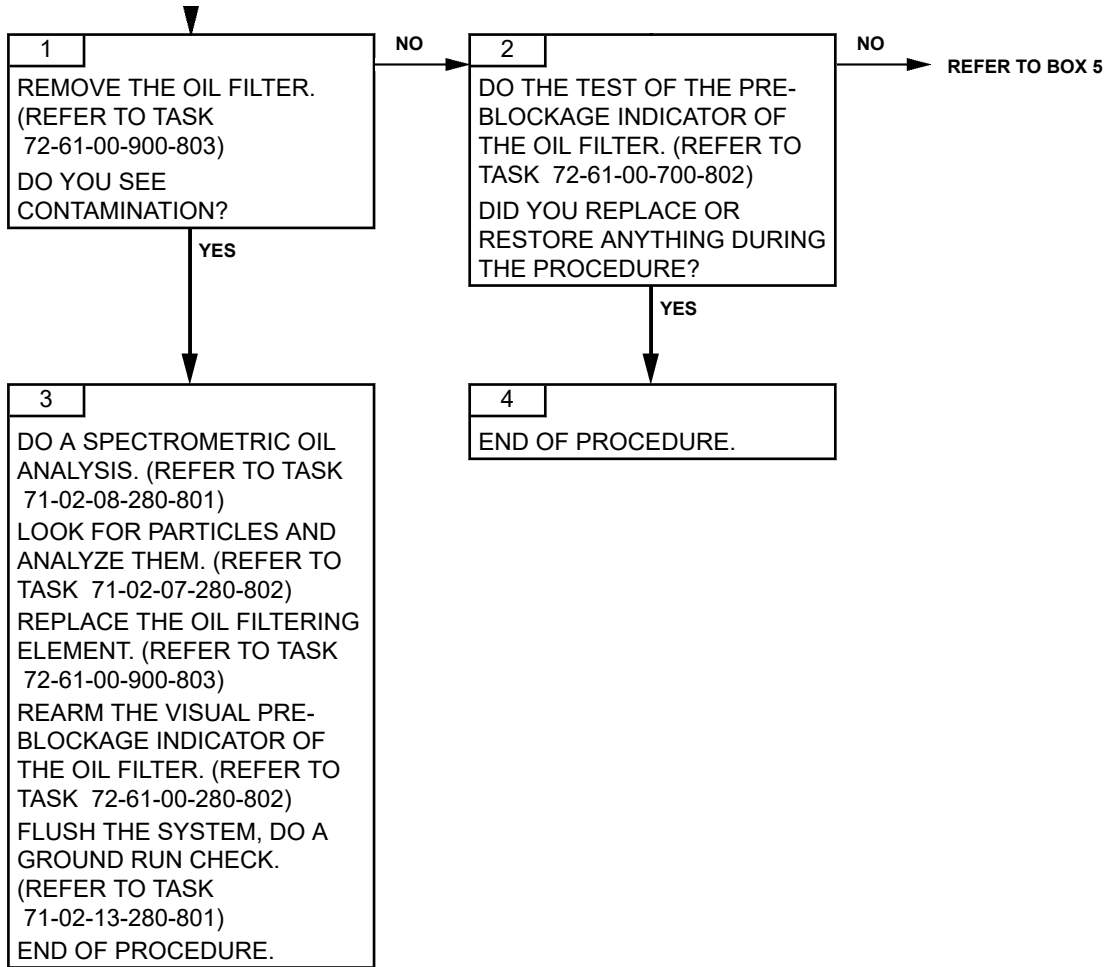 1
REMOVE THE OIL FILTER.
(REFER TO TASK
72-61-00-900-803)
DO YOU SEE
CONTAMINATION?
NO
2
DO THE TEST OF THE PRE-
BLOCKAGE INDICATOR OF
THE OIL FILTER. (REFER TO
TASK 72-61-00-700-802)
DID YOU REPLACE OR
RESTORE ANYTHING DURING
THE PROCEDURE?
NO
REFER TO BOX 5
YES
YES
3
DO A SPECTROMETRIC OIL
ANALYSIS. (REFER TO TASK
71-02-08-280-801)
LOOK FOR PARTICLES AND
ANALYZE THEM. (REFER TO
TASK 71-02-07-280-802)
REPLACE THE OIL FILTERING
ELEMENT. (REFER TO TASK
72-61-00-900-803)
REARM THE VISUAL PRE-
BLOCKAGE INDICATOR OF
THE OIL FILTER. (REFER TO
TASK 72-61-00-280-802)
FLUSH THE SYSTEM, DO A
GROUND RUN CHECK.
(REFER TO TASK
71-02-13-280-801)
END OF PROCEDURE.
4
END OF PROCEDURE.